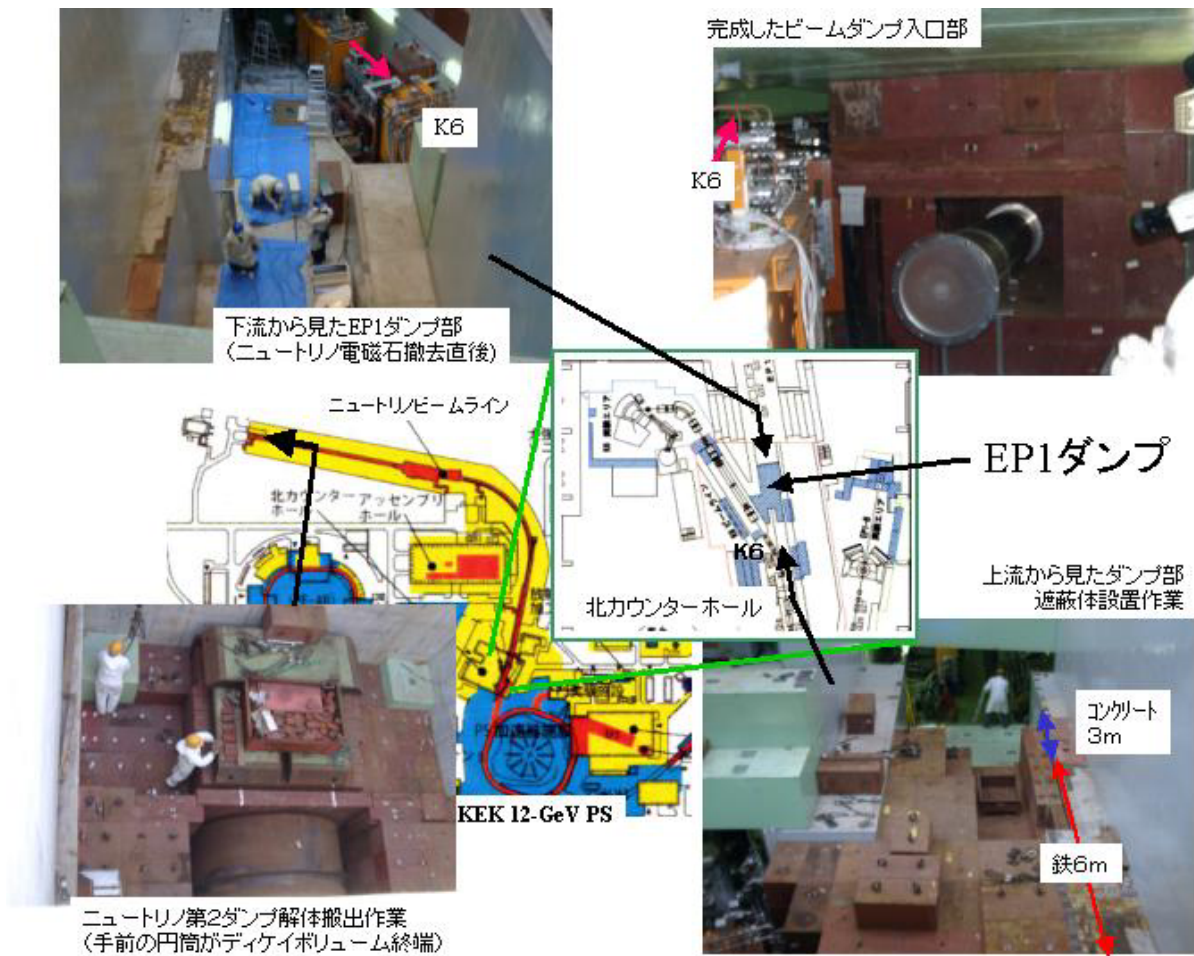 完成したビームダンプ入口部
K6
K6
下流から見たEP1ダンプ部
(ニュートリノ電磁石撤去直後)
ニュートリノビームライン
北カウンター
ホール
アッセンブリ
ホール
EP1ダンプ
K6
北カウンターホール
上流から見たダンプ部
遮蔽体設置作業
コンクリート
3m
鉄6m
KEK 12-GeV PS
ニュートリノ第2ダンプ解体搬出作業
(手前の円筒がディケイボリューム終端)